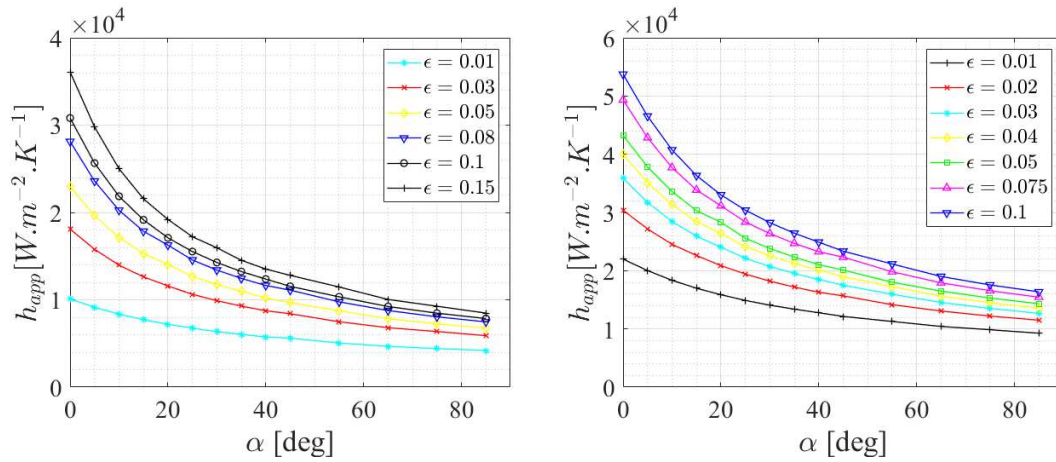 ×10⁴
4
3
2
1
0
h_app[W.m⁻².K⁻¹]
0 20 40 60 80
α [deg]
ϵ = 0.01
ϵ = 0.03
ϵ = 0.05
ϵ = 0.08
ϵ = 0.1
ϵ = 0.15
×10⁴
6
5
4
3
2
1
0
h_app[W.m⁻².K⁻¹]
0 20 40 60 80
α [deg]
ϵ = 0.01
ϵ = 0.02
ϵ = 0.03
ϵ = 0.04
ϵ = 0.05
ϵ = 0.075
ϵ = 0.1